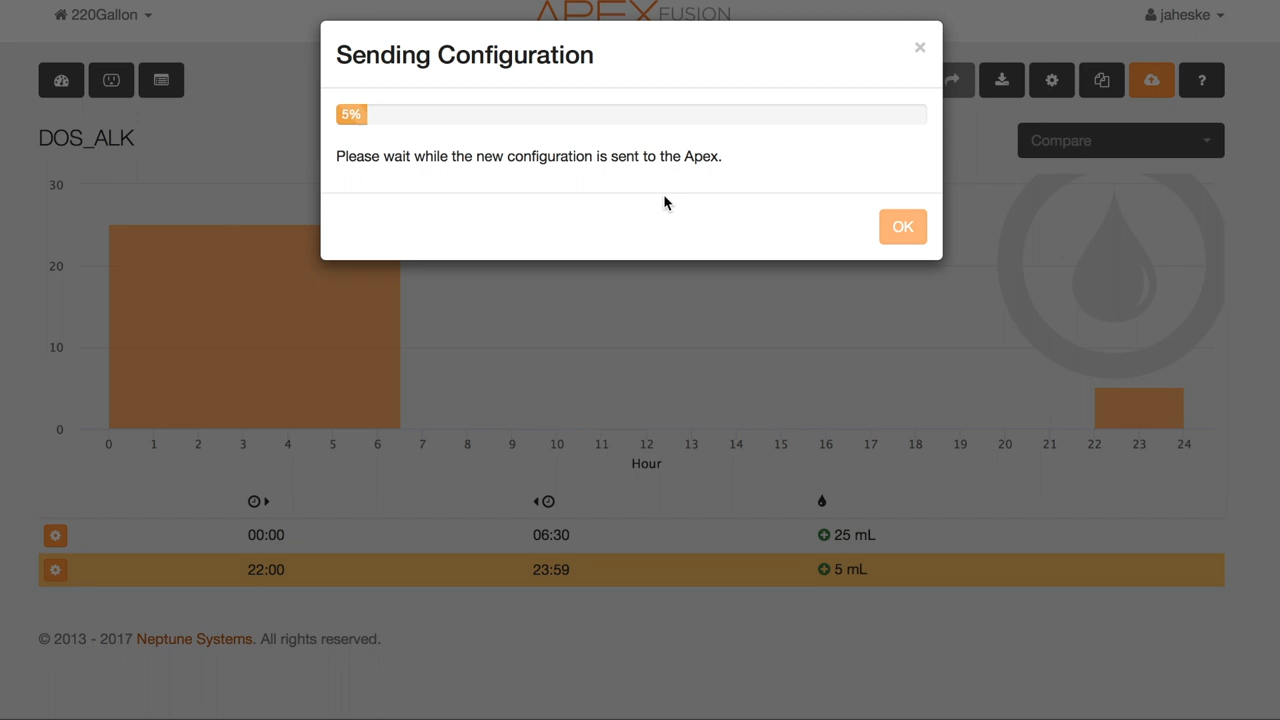 220Gallon
APEX FUSION
jaheske
Sending Configuration
×
?
5%
DOS_ALK
Compare
Please wait while the new configuration is sent to the Apex.
OK
30
20
10
0
0 1 2 3 4 5 6 7 8 9 10 11 12 13 14 15 16 17 18 19 20 21 22 23 24
Hour
00:00 06:30 25 mL
22:00 23:59 5 mL
© 2013 - 2017 Neptune Systems. All rights reserved.